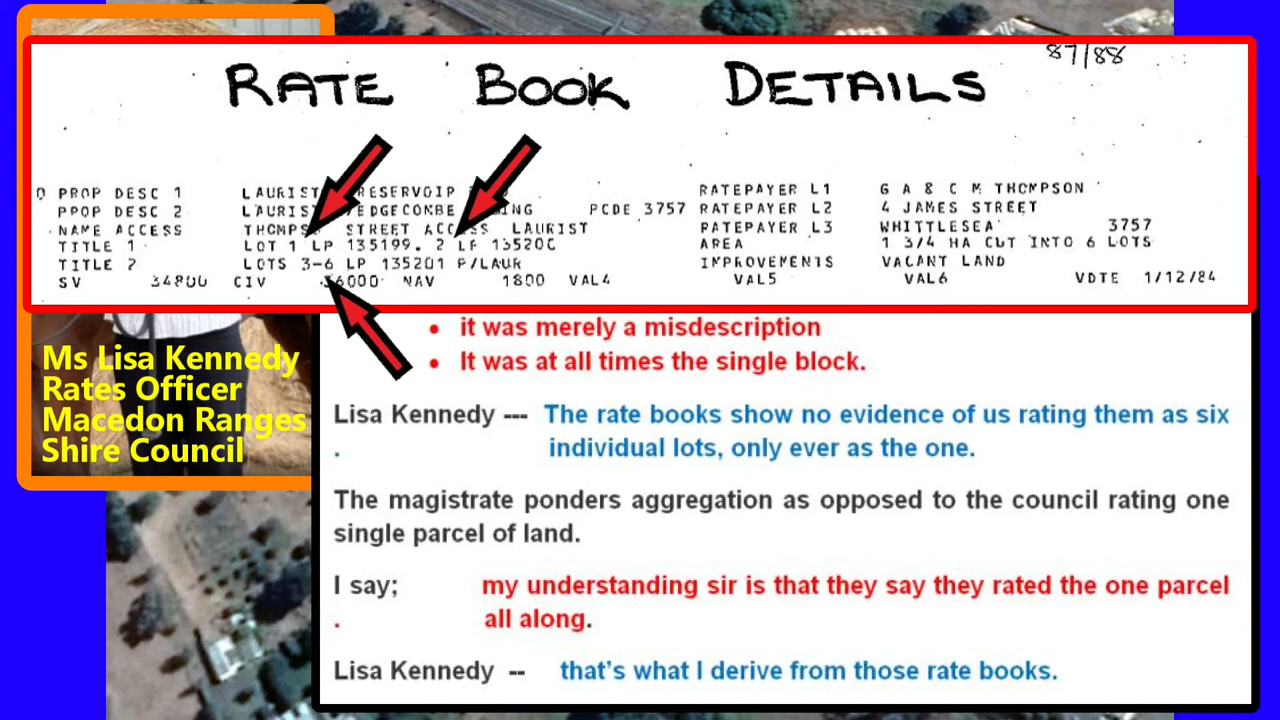 87/88
RATE BOOK DETAILS
PROP DESC 1 LAURIST RESERVOIR RATEPAYER L1 G A & C M THOMPSON
PROP DESC 2 LAURIS EDGECOMBE PCDE 3757 RATEPAYER L2 4 JAMES STREET
NAME ACCESS THOMPS STREET ACC S LAURIST RATEPAYER L3 WHITTLESEA 3757
TITLE 1 LOT 1 LP 135199. 2 LP 135200 AREA 1 3/4 HA CUT INTO 6 LOTS
TITLE 2 LOTS 3-6 LP 135201 P/LAUR IMPROVEMENTS VACANT LAND
SV 34800 CIV 36000 NAV 1800 VAL4 VAL5 VAL6 VDTE 1/12/84
• it was merely a misdescription
• It was at all times the single block.
Ms Lisa Kennedy
Rates Officer
Macedon Ranges
Shire Council
Lisa Kennedy --- The rate books show no evidence of us rating them as six
. individual lots, only ever as the one.
The magistrate ponders aggregation as opposed to the council rating one
single parcel of land.
I say; my understanding sir is that they say they rated the one parcel
. all along.
Lisa Kennedy -- that's what I derive from those rate books.